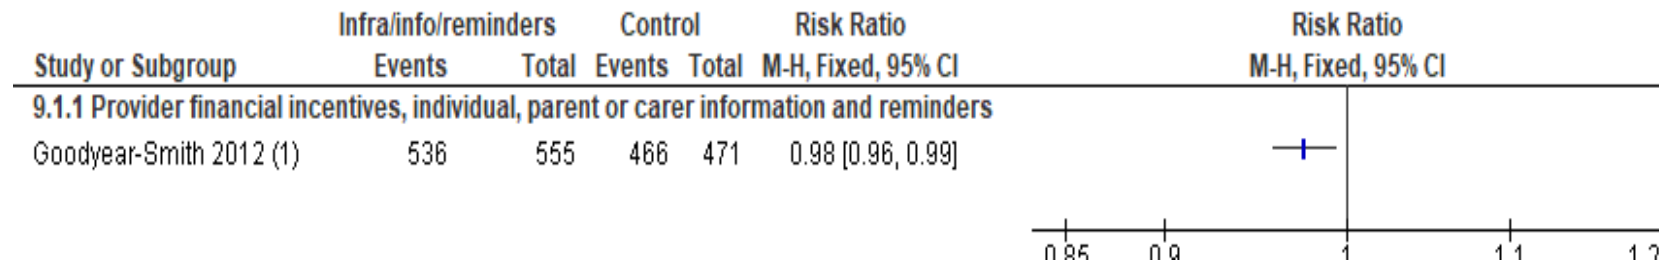 Infra/info/reminders Control Risk Ratio Risk Ratio
Study or Subgroup Events Total Events Total M-H, Fixed, 95% CI M-H, Fixed, 95% CI
9.1.1 Provider financial incentives, individual, parent or carer information and reminders
Goodyear-Smith 2012 (1) 536 555 466 471 0.98 [0.96, 0.99]
0.85 0.9 1 1.1 1.2